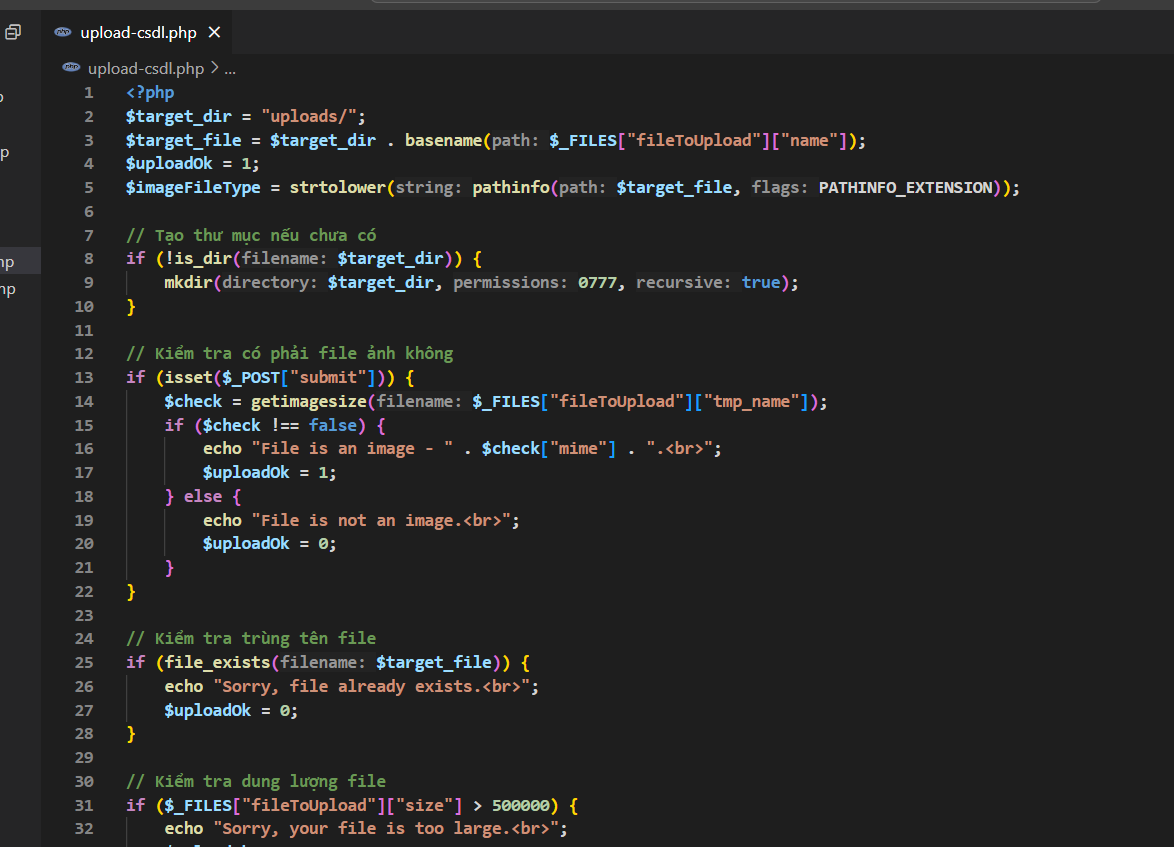 upload-csdl.php
upload-csdl.php > ...
1 <?php
2 $target_dir = "uploads/";
3 $target_file = $target_dir . basename(path: $_FILES["fileToUpload"]["name"]);
4 $uploadOk = 1;
5 $imageFileType = strtolower(string: pathinfo(path: $target_file, flags: PATHINFO_EXTENSION));
6
7 // Tạo thư mục nếu chưa có
8 if (!is_dir(filename: $target_dir)) {
9 mkdir(directory: $target_dir, permissions: 0777, recursive: true);
10 }
11
12 // Kiểm tra có phải file ảnh không
13 if (isset($_POST["submit"])) {
14 $check = getimagesize(filename: $_FILES["fileToUpload"]["tmp_name"]);
15 if ($check !== false) {
16 echo "File is an image - " . $check["mime"] . ".<br>";
17 $uploadOk = 1;
18 } else {
19 echo "File is not an image.<br>";
20 $uploadOk = 0;
21 }
22 }
23
24 // Kiểm tra trùng tên file
25 if (file_exists(filename: $target_file)) {
26 echo "Sorry, file already exists.<br>";
27 $uploadOk = 0;
28 }
29
30 // Kiểm tra dung lượng file
31 if ($_FILES["fileToUpload"]["size"] > 500000) {
32 echo "Sorry, your file is too large.<br>";